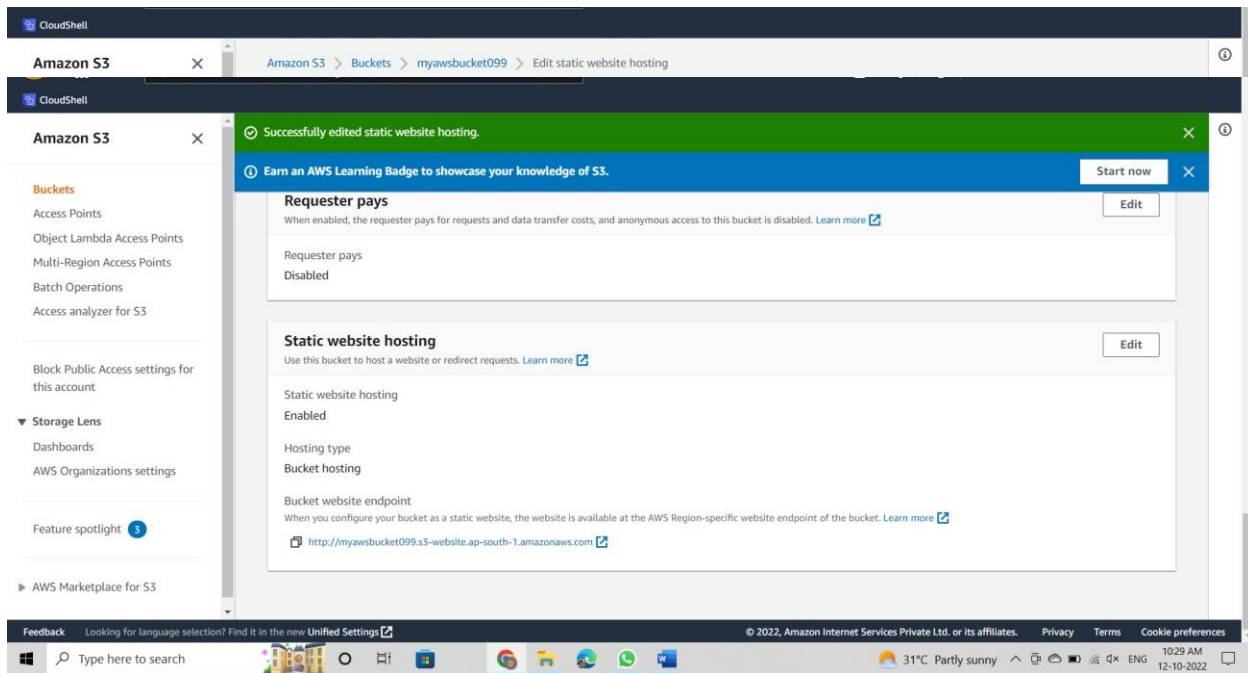 CloudShell
Amazon S3
Amazon S3 > Buckets > myawsbucket099 > Edit static website hosting
CloudShell
Amazon S3
Successfully edited static website hosting.
Earn an AWS Learning Badge to showcase your knowledge of S3.
Start now
Buckets
Access Points
Object Lambda Access Points
Multi-Region Access Points
Batch Operations
Access analyzer for S3
Block Public Access settings for
this account
Storage Lens
Dashboards
AWS Organizations settings
Feature spotlight 3
AWS Marketplace for S3
Requester pays
Edit
When enabled, the requester pays for requests and data transfer costs, and anonymous access to this bucket is disabled. Learn more
Requester pays
Disabled
Static website hosting
Edit
Use this bucket to host a website or redirect requests. Learn more
Static website hosting
Enabled
Hosting type
Bucket hosting
Bucket website endpoint
When you configure your bucket as a static website, the website is available at the AWS Region-specific website endpoint of the bucket. Learn more
http://myawsbucket099.s3-website.ap-south-1.amazonaws.com
Feedback Looking for language selection? Find it in the new Unified Settings © 2022, Amazon Internet Services Private Ltd. or its affiliates. Privacy Terms Cookie preferences
Type here to search 31°C Partly sunny ENG 10:29 AM
12-10-2022